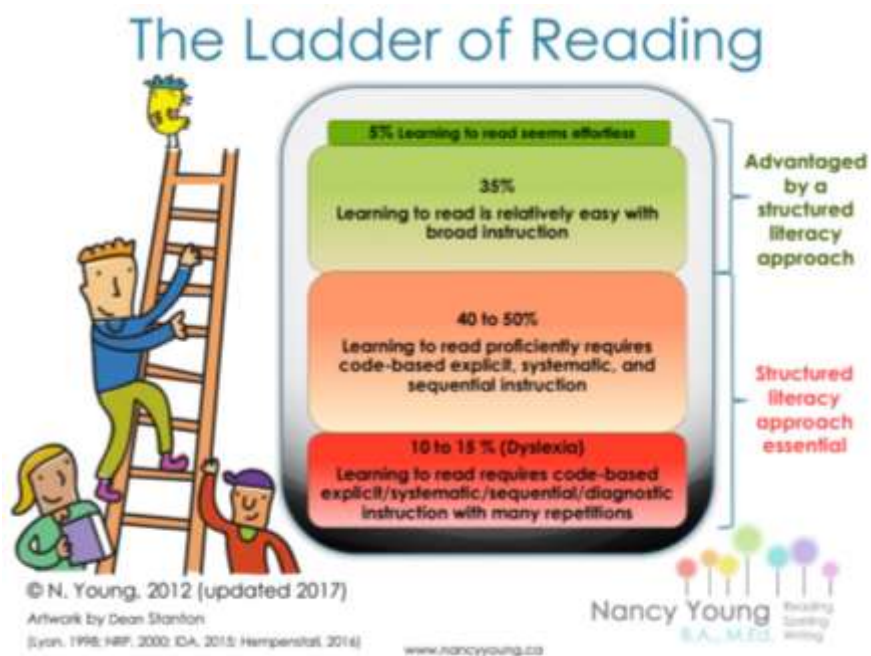 The Ladder of Reading
5% Learning to read seems effortless
35%
Learning to read is relatively easy with
broad instruction
40 to 50%
Learning to read proficiently requires
code-based explicit, systematic, and
sequential instruction
10 to 15 % (Dyslexia)
Learning to read requires code-based
explicit/systematic/sequential/diagnostic
instruction with many repetitions
Advantaged
by a
structured
literacy
approach
Structured
literacy
approach
essential
© N. Young, 2012 (updated 2017)
Artwork by Dean Stanton
(Lyon, 1998; NRP, 2000; IDA, 2015; Hempenstall, 2016)
www.nancyyoung.ca
Nancy Young
B.A., M.Ed.
Reading
Spelling
Writing